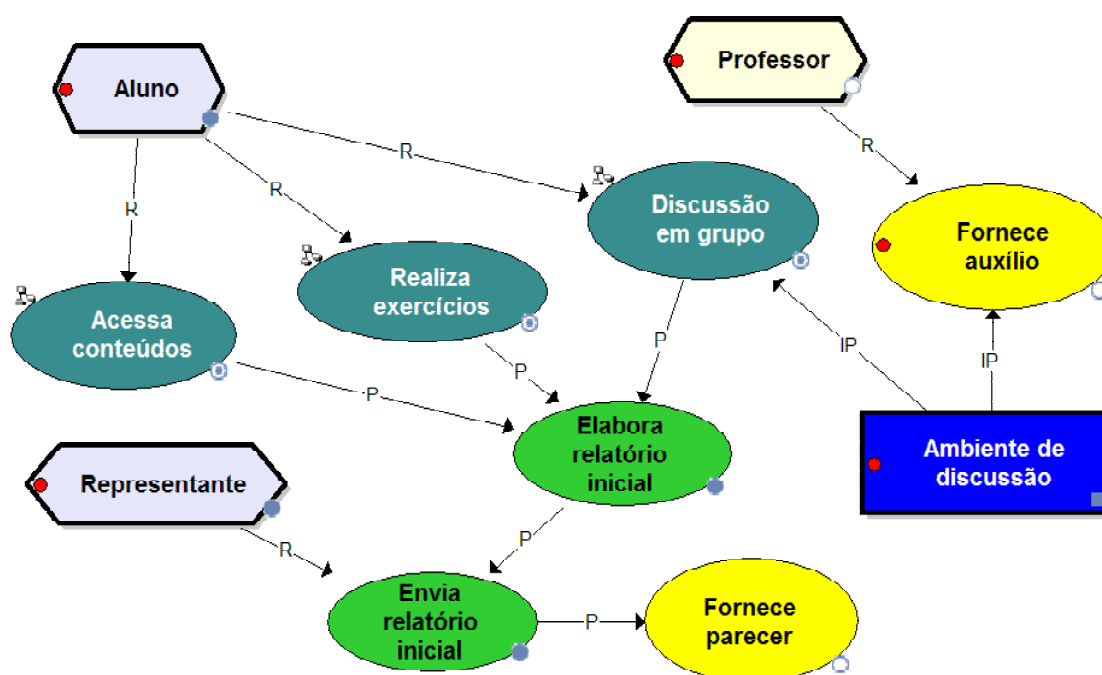 Aluno
Professor
R
R
R
R
Discussão
em grupo
Fornece
auxílio
Realiza
exercícios
Acessa
conteúdos
P
P
P
IP
IP
Elabora
relatório
inicial
Ambiente de
discussão
Representante
R
P
Envia
relatório
inicial
P
Fornece
parecer